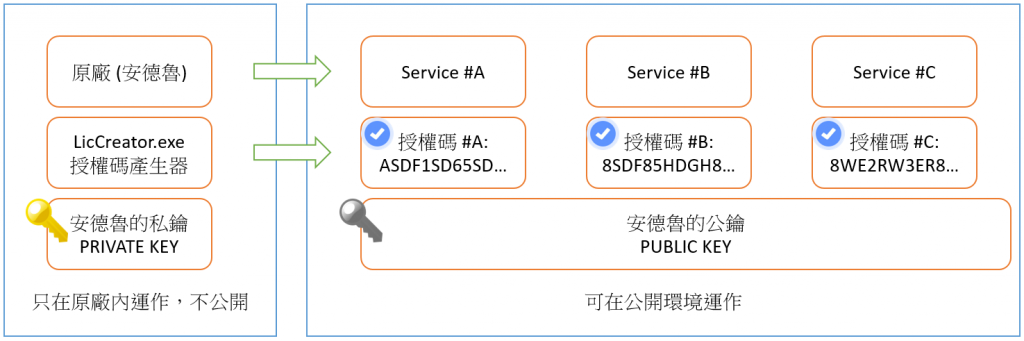 原廠 (安德魯)
LicCreator.exe
授權碼產生器
安德魯的私鑰
PRIVATE KEY
只在原廠內運作，不公開
Service #A
Service #B
Service #C
授權碼 #A:
ASDF1SD65SD...
授權碼 #B:
8SDF85HDGH8...
授權碼 #C:
8WE2RW3ER8...
安德魯的公鑰
PUBLIC KEY
可在公開環境運作